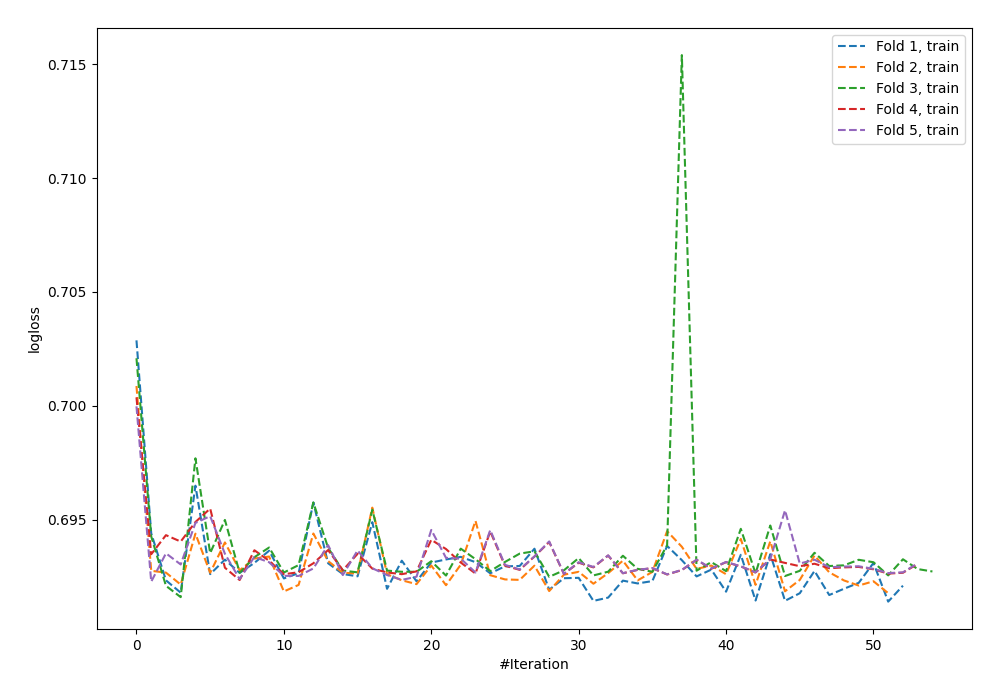 0.715
0.710
0.705
0.700
0.695
logloss
0
10
20
30
40
50
#Iteration
Fold 1, train
Fold 2, train
Fold 3, train
Fold 4, train
Fold 5, train